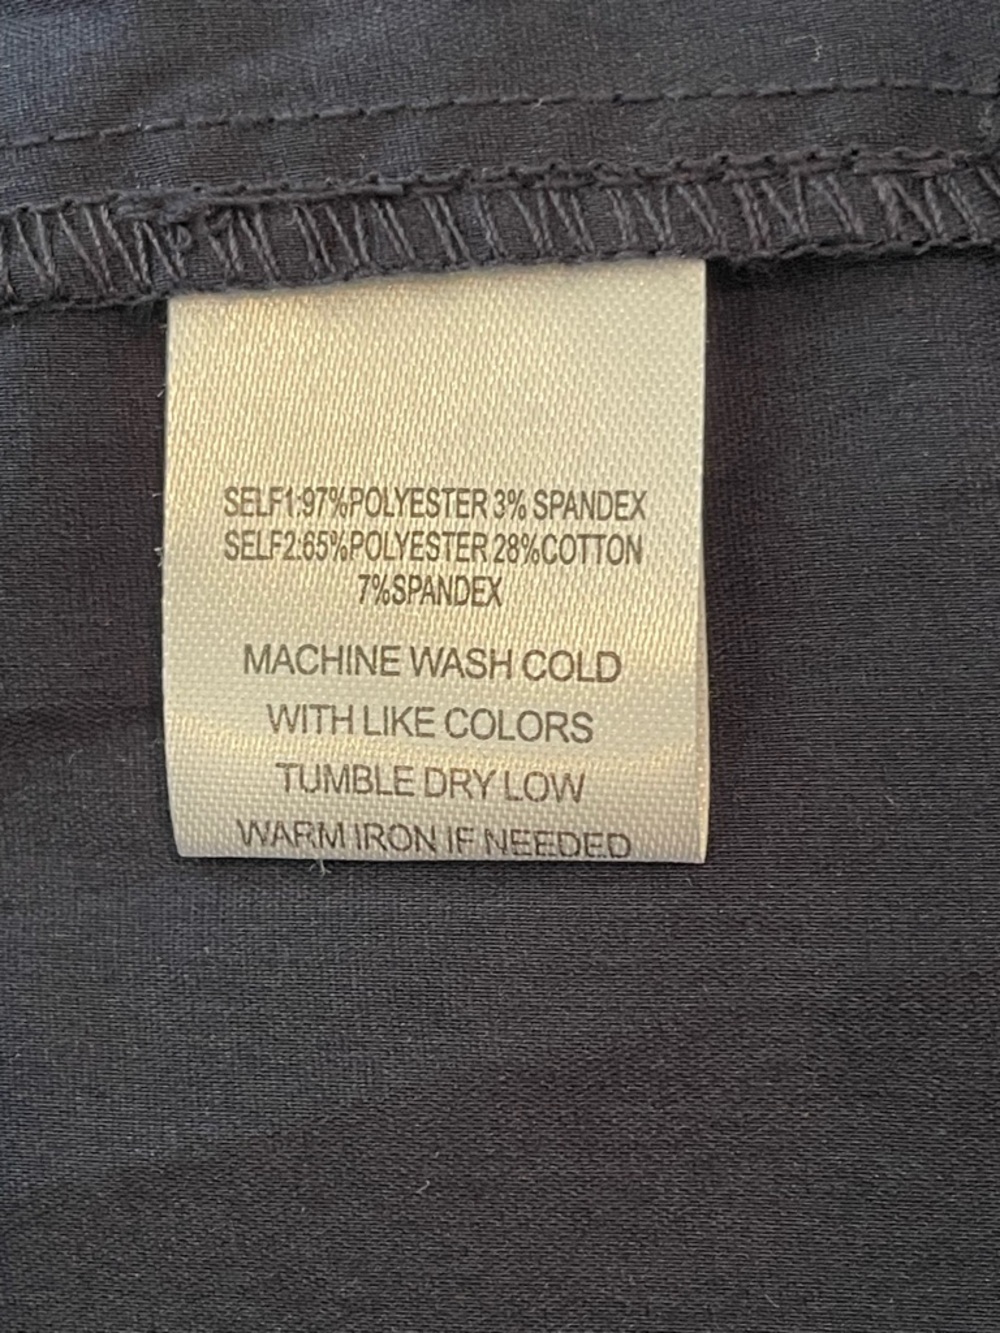 SELF1:97%POLYESTER 3% SPANDEX
SELF2:65%POLYESTER 28%COTTON
7%SPANDEX
MACHINE WASH COLD
WITH LIKE COLORS
TUMBLE DRY LOW
WARM IRON IF NEEDED